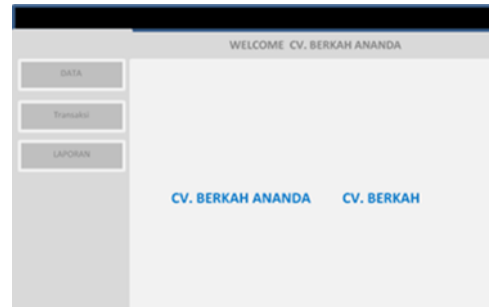 WELCOME CV. BERKAH ANANDA
DATA
Transaksi
LAPORAN
CV. BERKAH ANANDA CV. BERKAH